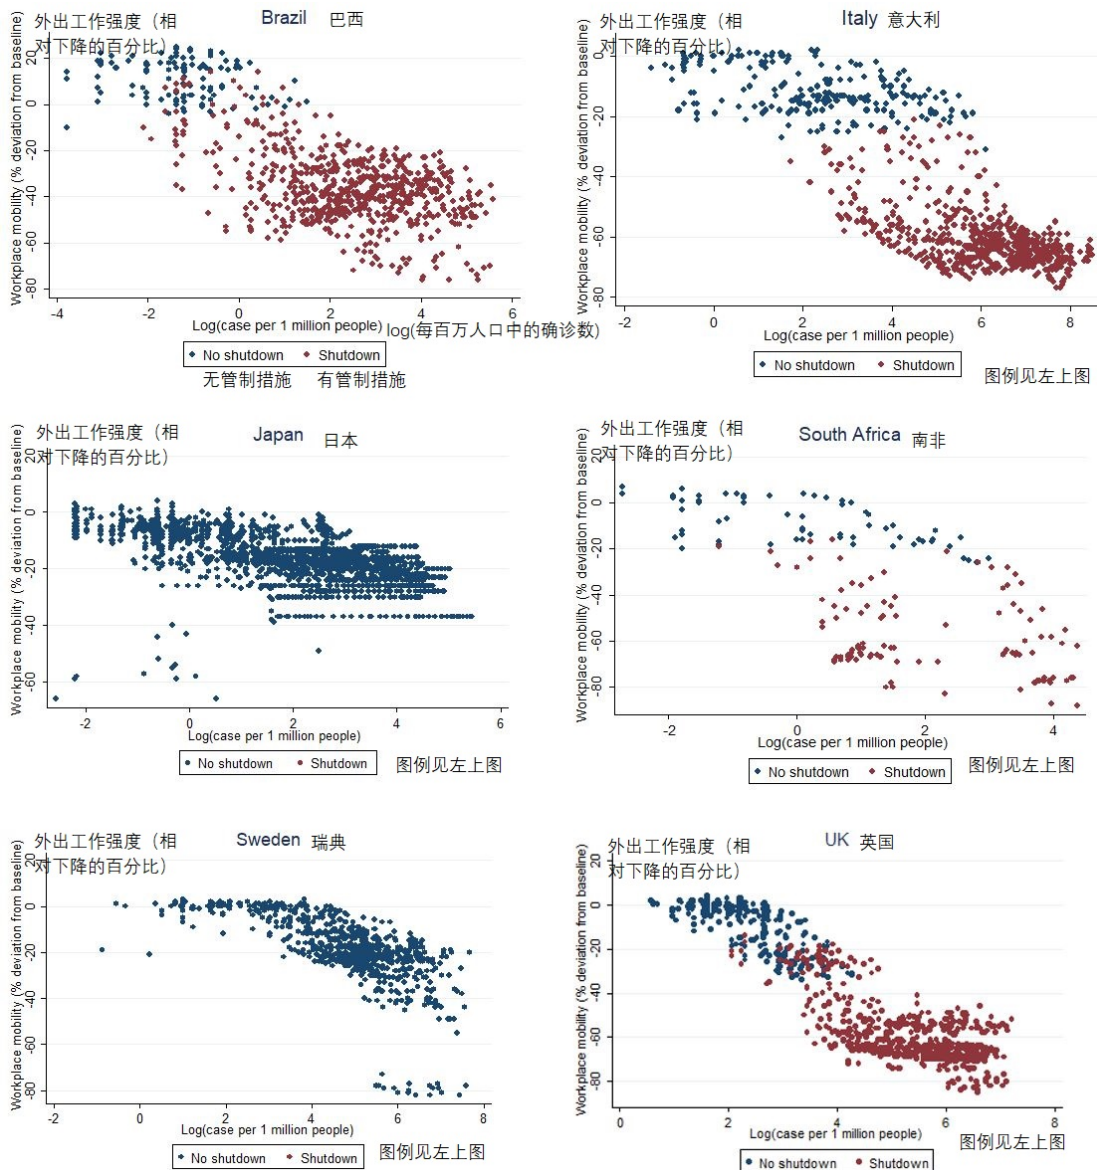 外出工作强度（相
对下降的百分比）
Brazil 巴西
Workplace mobility (% deviation from baseline)
20
0
-20
-40
-60
-80
-4 -2 0 2 4 6
Log(case per 1 million people)
log(每百万人口中的确诊数)
No shutdown Shutdown
无管制措施 有管制措施
外出工作强度（相
对下降的百分比）
Italy 意大利
Workplace mobility (% deviation from baseline)
0
-20
-40
-60
-80
-2 0 2 4 6 8
Log(case per 1 million people)
No shutdown Shutdown
图例见左上图
外出工作强度（相
对下降的百分比）
Japan 日本
Workplace mobility (% deviation from baseline)
20
0
-20
-40
-60
-2 0 2 4 6
Log(case per 1 million people)
No shutdown Shutdown
图例见左上图
外出工作强度（相
对下降的百分比）
South Africa 南非
Workplace mobility (% deviation from baseline)
20
0
-20
-40
-60
-80
-2 0 2 4
Log(case per 1 million people)
No shutdown Shutdown
图例见左上图
外出工作强度（相
对下降的百分比）
Sweden 瑞典
Workplace mobility (% deviation from baseline)
20
0
-20
-40
-60
-80
-2 0 2 4 6 8
Log(case per 1 million people)
No shutdown Shutdown
图例见左上图
外出工作强度（相
对下降的百分比）
UK 英国
Workplace mobility (% deviation from baseline)
20
0
-20
-40
-60
-80
0 2 4 6 8
Log(case per 1 million people)
No shutdown Shutdown
图例见左上图